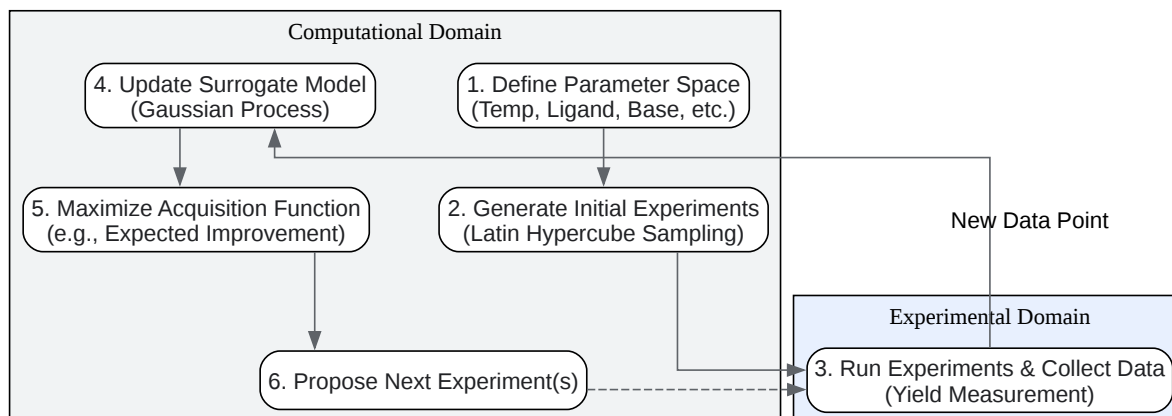 Computational Domain
4. Update Surrogate Model
(Gaussian Process)
1. Define Parameter Space
(Temp, Ligand, Base, etc.)
5. Maximize Acquisition Function
(e.g., Expected Improvement)
2. Generate Initial Experiments
(Latin Hypercube Sampling)
New Data Point
Experimental Domain
6. Propose Next Experiment(s)
3. Run Experiments & Collect Data
(Yield Measurement)